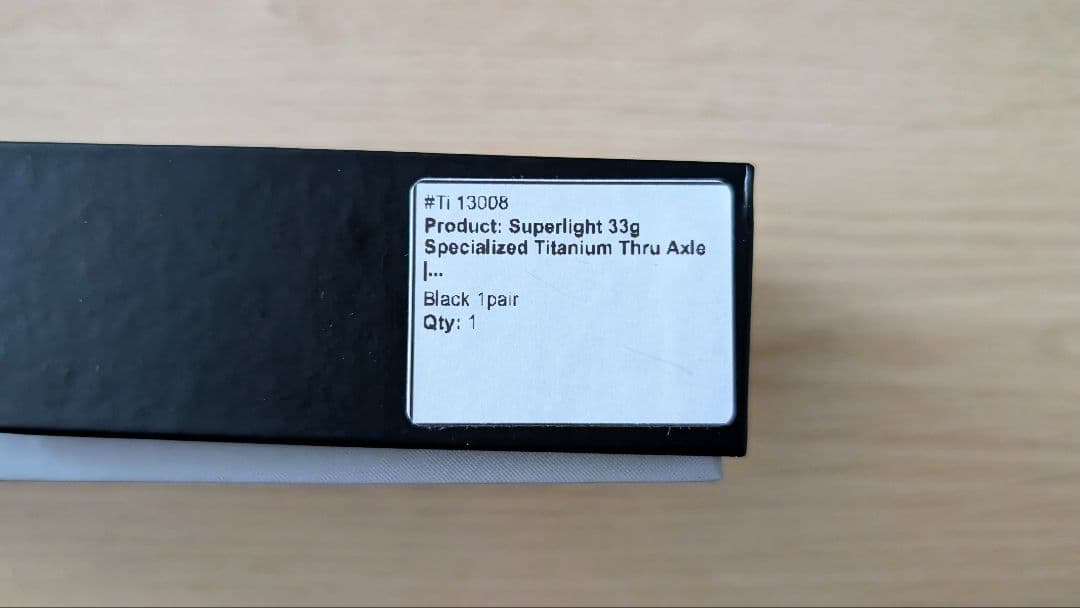 #Ti 13008
Product: Superlight 33g
Specialized Titanium Thru Axle
|...
Black 1pair
Qty: 1